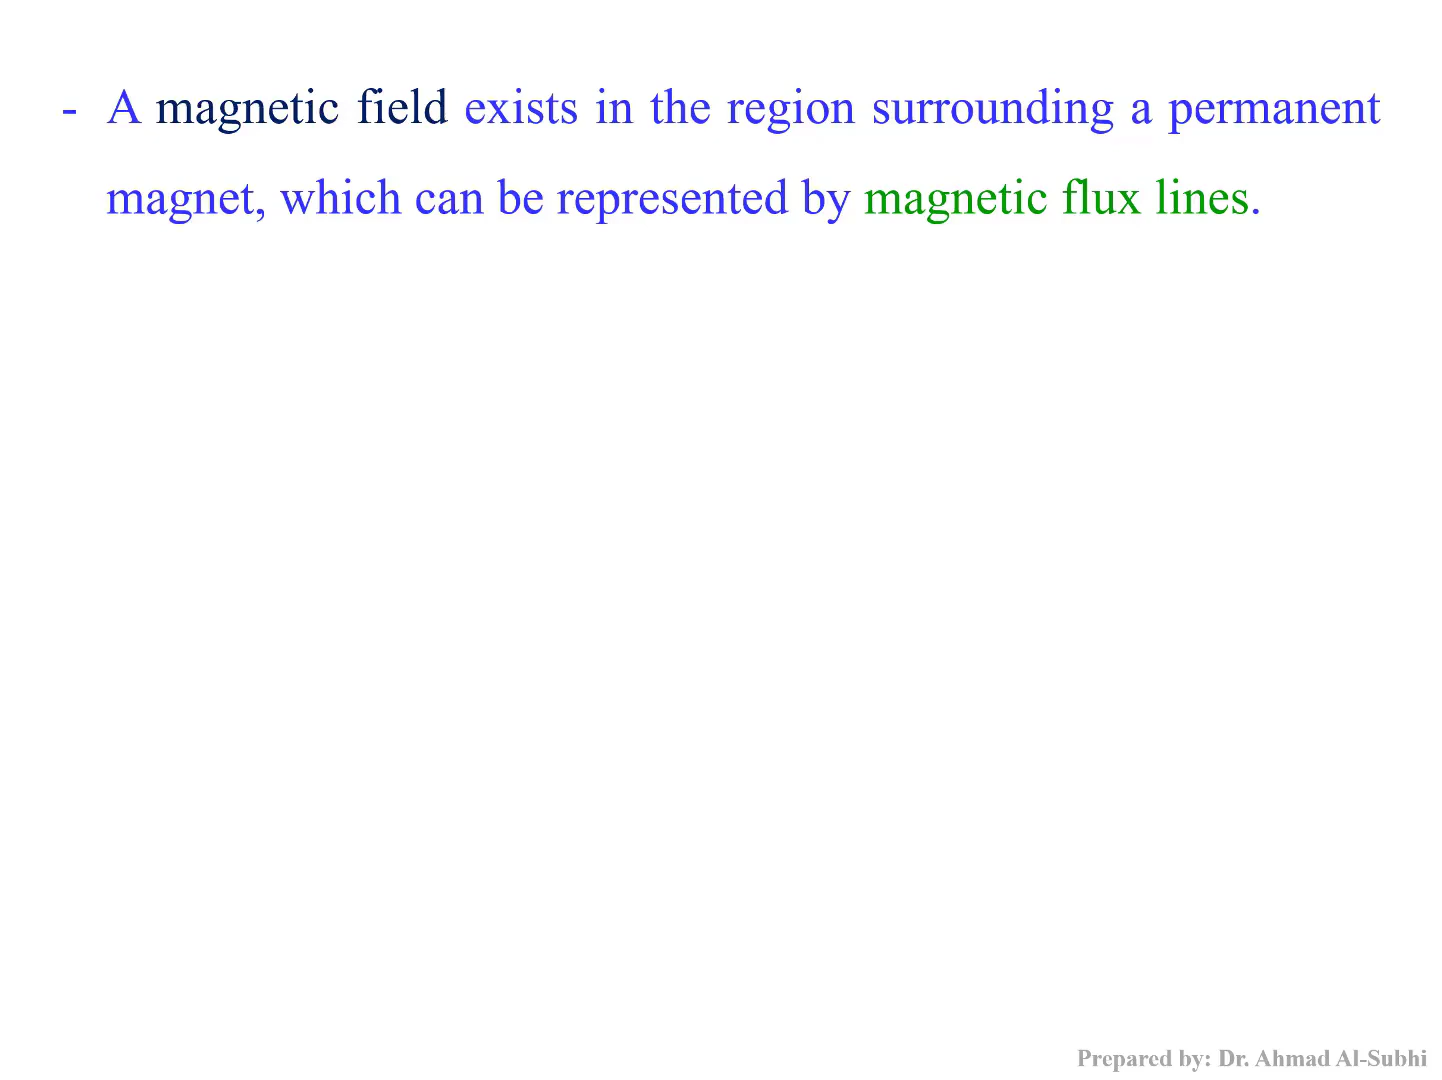 - A magnetic field exists in the region surrounding a permanent
magnet, which can be represented by magnetic flux lines.
Prepared by: Dr. Ahmad Al-Subhi